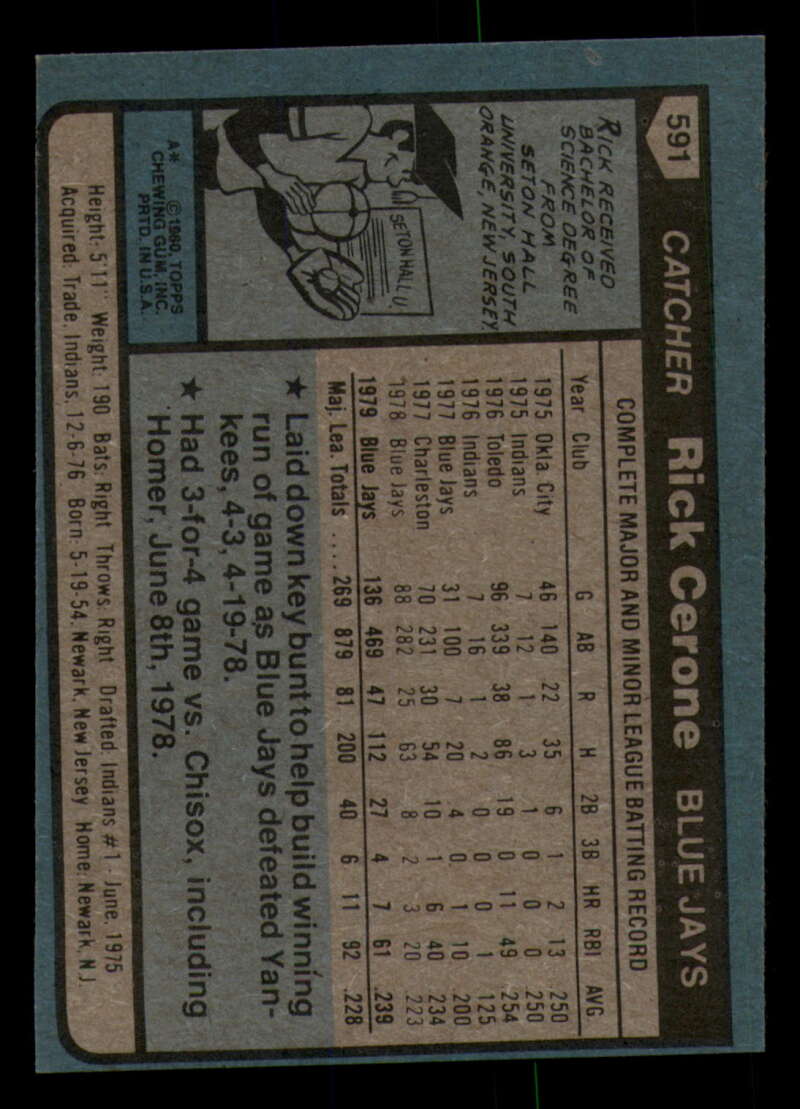 591 CATCHER Rick Cerone BLUE JAYS
RICK RECEIVED
BACHELOR OF
SCIENCE DEGREE
FROM
SETON HALL
UNIVERSITY, SOUTH
ORANGE, NEW JERSEY.
SETON HALL U.
A* © 1980, TOPPS
CHEWING GUM, INC.
PRTD. IN U.S.A.
COMPLETE MAJOR AND MINOR LEAGUE BATTING RECORD
Year Club G AB R H 2B 3B HR RBI AVG.
1975 Okla. City 46 140 22 35 6 1 2 13 .250
1975 Indians 7 12 1 3 1 0 0 0 .250
1976 Toledo 96 339 38 86 19 0 11 49 .254
1976 Indians 7 16 1 2 0 0 0 1 .125
1977 Blue Jays 31 100 7 20 4 0 1 10 .200
1977 Charleston 70 231 30 54 10 1 6 40 .234
1978 Blue Jays 88 282 25 63 8 2 3 20 .223
1979 Blue Jays 136 469 47 112 27 4 7 61 .239
Maj. Lea. Totals .... 269 879 81 200 40 6 11 92 .228
★ Laid down key bunt to help build winning
run of game as Blue Jays defeated Yan-
kees, 4-3, 4-19-78.
★ Had 3-for-4 game vs. Chisox, including
Homer, June 8th, 1978.
Height: 5'11" Weight: 190 Bats: Right Throws: Right Drafted: Indians #1 - June, 1975
Acquired: Trade, Indians, 12-6-76 Born: 5-19-54, Newark, New Jersey Home: Newark, N.J.